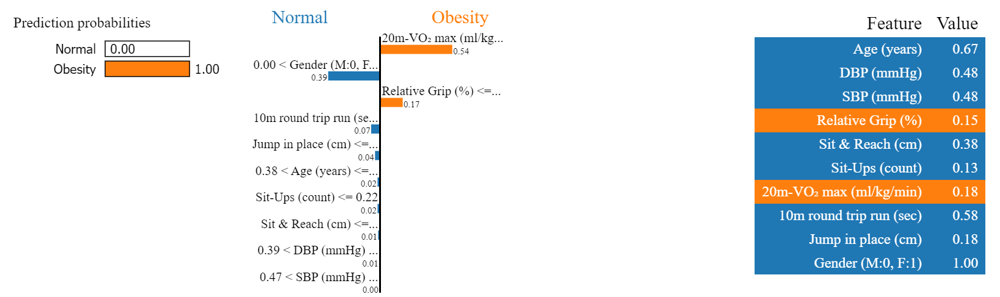 Prediction probabilities
Normal 0.00
Obesity 1.00
Normal Obesity
20m-VO₂ max (ml/kg...
0.54
0.00 < Gender (M:0, F...
0.39
Relative Grip (%) <=...
0.17
10m round trip run (se...
0.07
Jump in place (cm) <=...
0.04
0.38 < Age (years) <=...
0.02
Sit-Ups (count) <= 0.22
0.02
Sit & Reach (cm) <=...
0.01
0.39 < DBP (mmHg) ...
0.01
0.47 < SBP (mmHg) ...
0.00
Feature Value
Age (years) 0.67
DBP (mmHg) 0.48
SBP (mmHg) 0.48
Relative Grip (%) 0.15
Sit & Reach (cm) 0.38
Sit-Ups (count) 0.13
20m-VO₂ max (ml/kg/min) 0.18
10m round trip run (sec) 0.58
Jump in place (cm) 0.18
Gender (M:0, F:1) 1.00